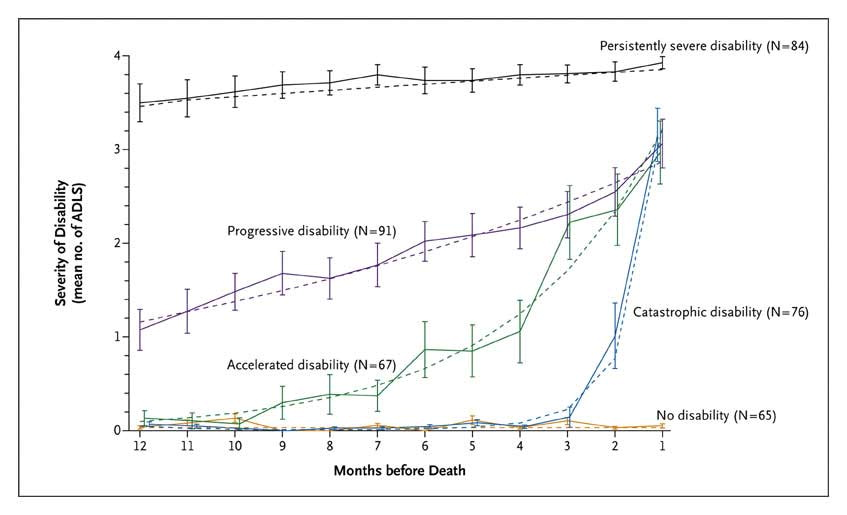 Persistently severe disability (N=84)
4
3
Severity of Disability
(mean no. of ADLS)
Progressive disability (N=91)
2
Catastrophic disability (N=76)
1
Accelerated disability (N=67)
No disability (N=65)
0
12 11 10 9 8 7 6 5 4 3 2 1
Months before Death